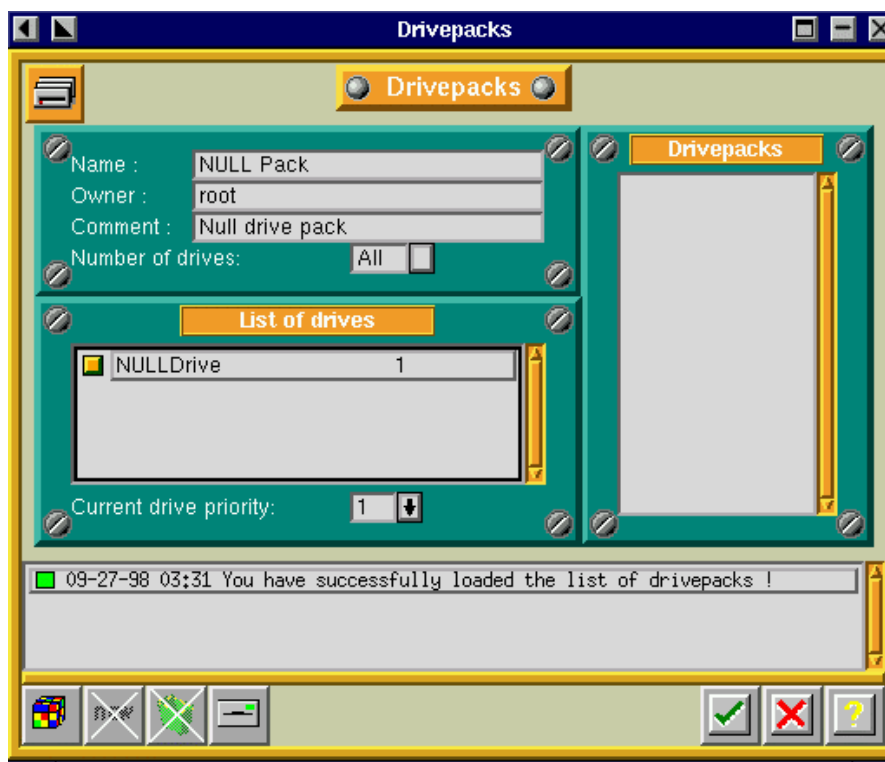 Drivepacks
Drivepacks
Name : NULL Pack
Owner : root
Comment : Null drive pack
Number of drives: All
List of drives
NULLDrive 1
Current drive priority: 1
Drivepacks
09-27-98 03:31 You have successfully loaded the list of drivepacks !
new
?